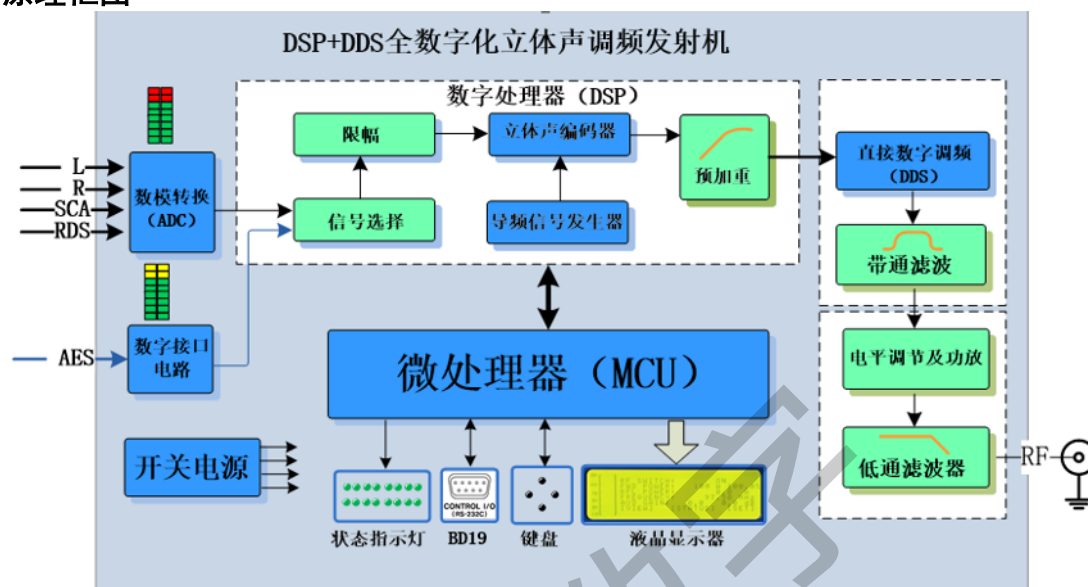 原理框图
DSP+DDS全数字化立体声调频发射机
数字处理器（DSP）
限幅
立体声编码器
预加重
直接数字调频
（DDS）
L
R
SCA
RDS
数模转换
（ADC）
信号选择
导频信号发生器
带通滤波
AES
数字接口
电路
微处理器（MCU）
电平调节及功放
开关电源
低通滤波器
RF
CONTROL I/O
(RS-232C)
状态指示灯
BD19
键盘
液晶显示器
数字